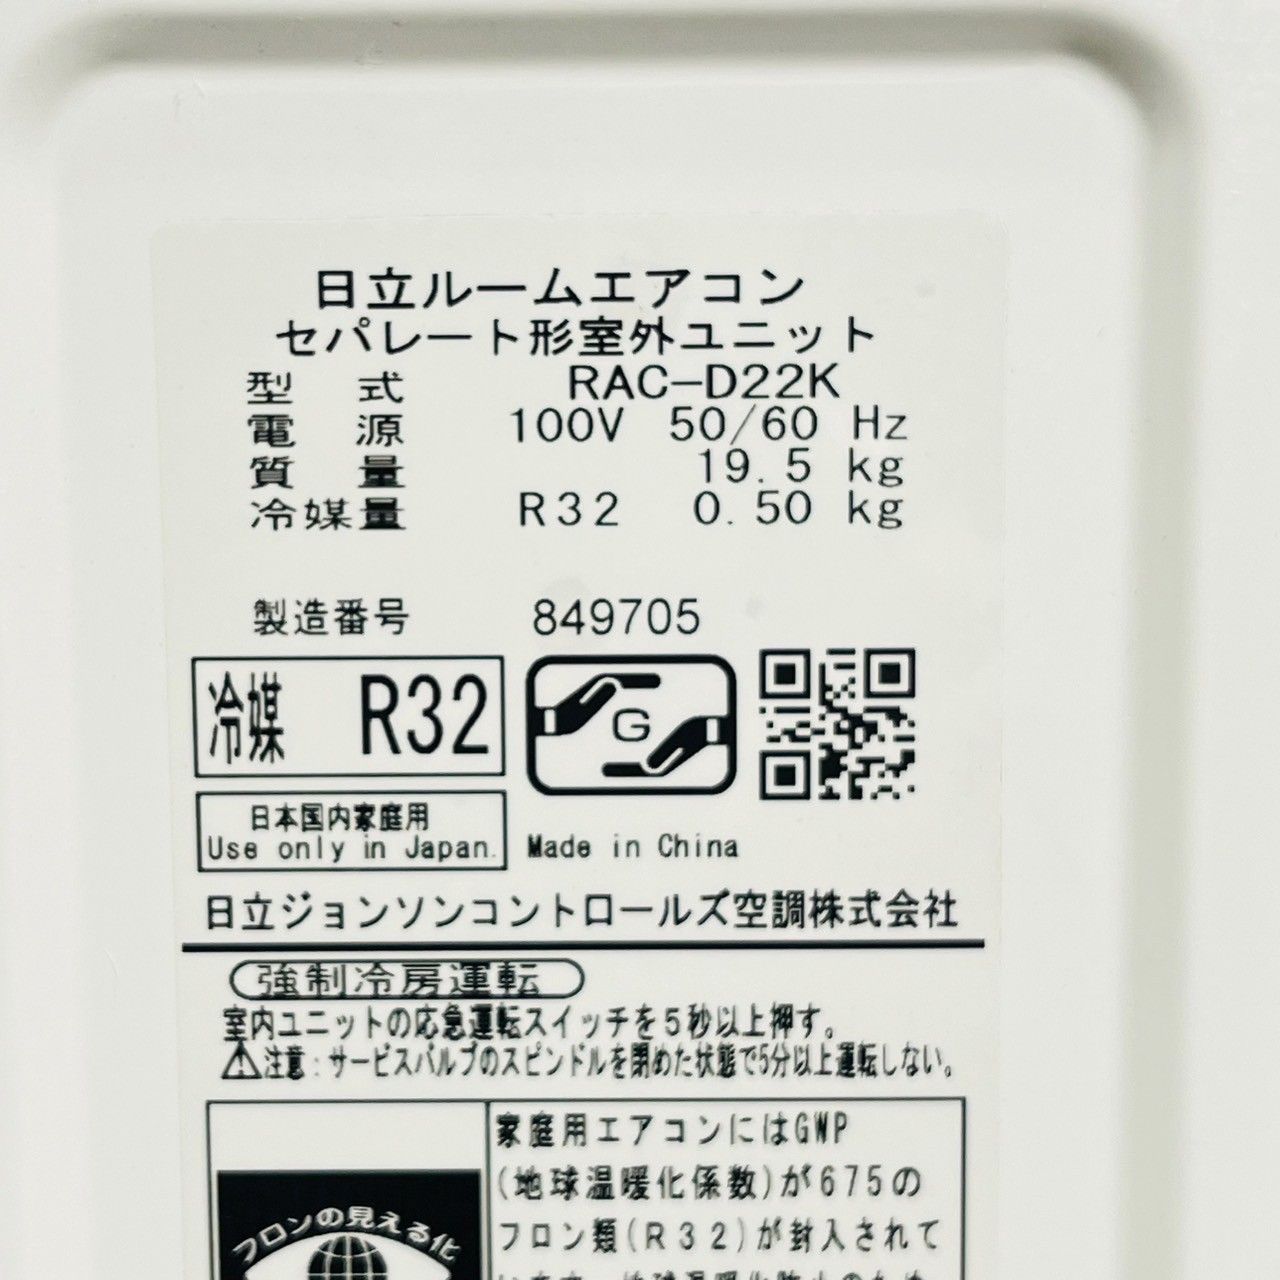 日立ルームエアコン
セパレート形室外ユニット
型 式 RAC-D22K
電 源 100V 50/60 Hz
質 量 19.5 kg
冷媒量 R32 0.50 kg
製造番号 849705
冷媒 R32
G
日本国内家庭用
Use only in Japan.
Made in China
日立ジョンソンコントロールズ空調株式会社
強制冷房運転
室内ユニットの応急運転スイッチを5秒以上押す。
注意:サービスバルブのスピンドルを閉めた状態で5分以上運転しない。
フロンの見える化
家庭用エアコンにはGWP
(地球温暖化係数)が675の
フロン類(R32)が封入されて